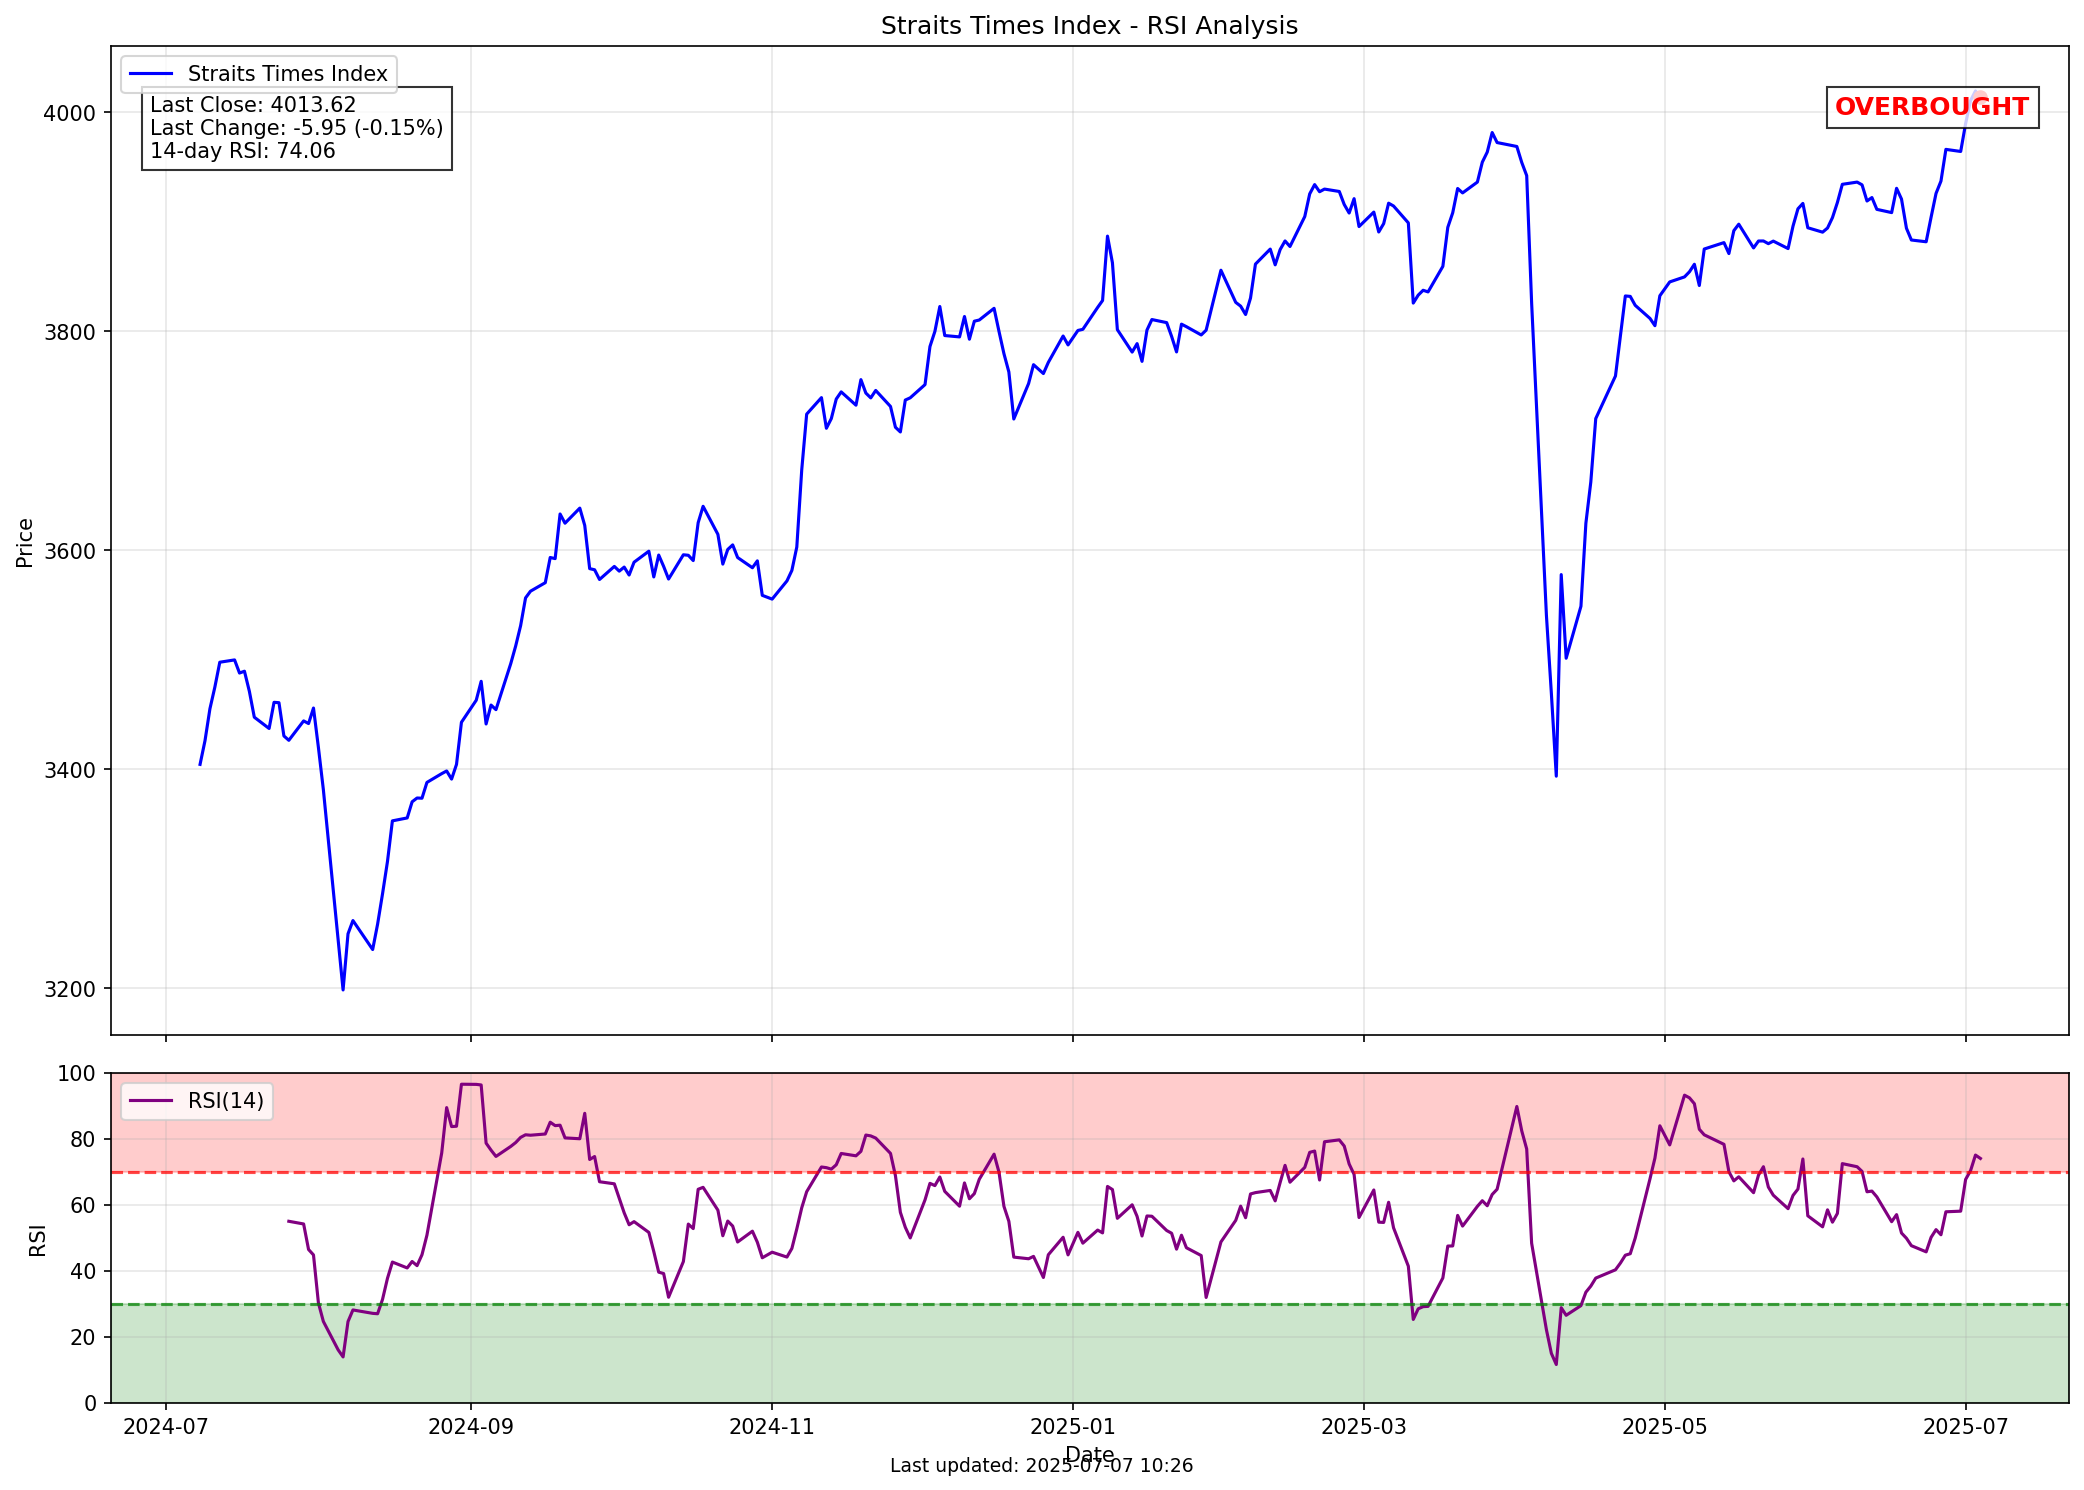 Straits Times Index - RSI Analysis
Straits Times Index
Last Close: 4013.62
Last Change: -5.95 (-0.15%)
14-day RSI: 74.06
OVERBOUGHT
Price
4000
3800
3600
3400
3200
RSI(14)
RSI
100
80
60
40
20
0
2024-07
2024-09
2024-11
2025-01
2025-03
2025-05
2025-07
Date
Last updated: 2025-07-07 10:26